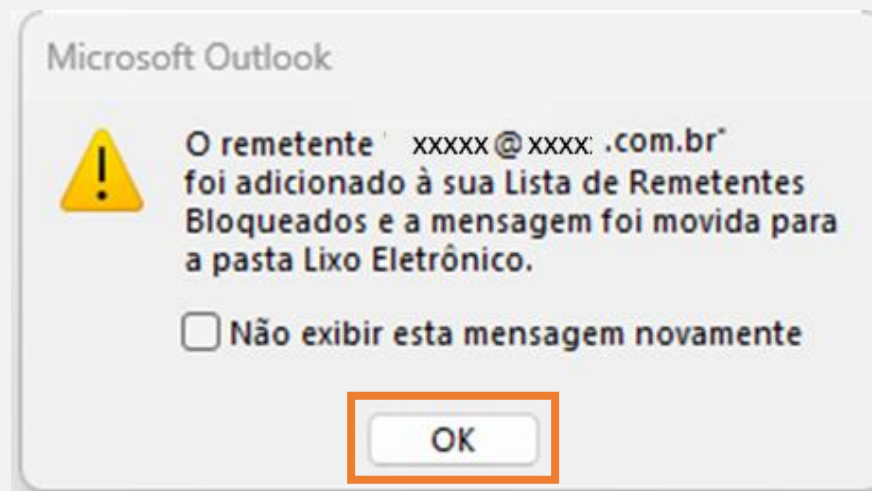 Microsoft Outlook
O remetente ' xxxxx @ xxxx: .com.br"
foi adicionado à sua Lista de Remetentes
Bloqueados e a mensagem foi movida para
a pasta Lixo Eletrônico.
Não exibir esta mensagem novamente
OK